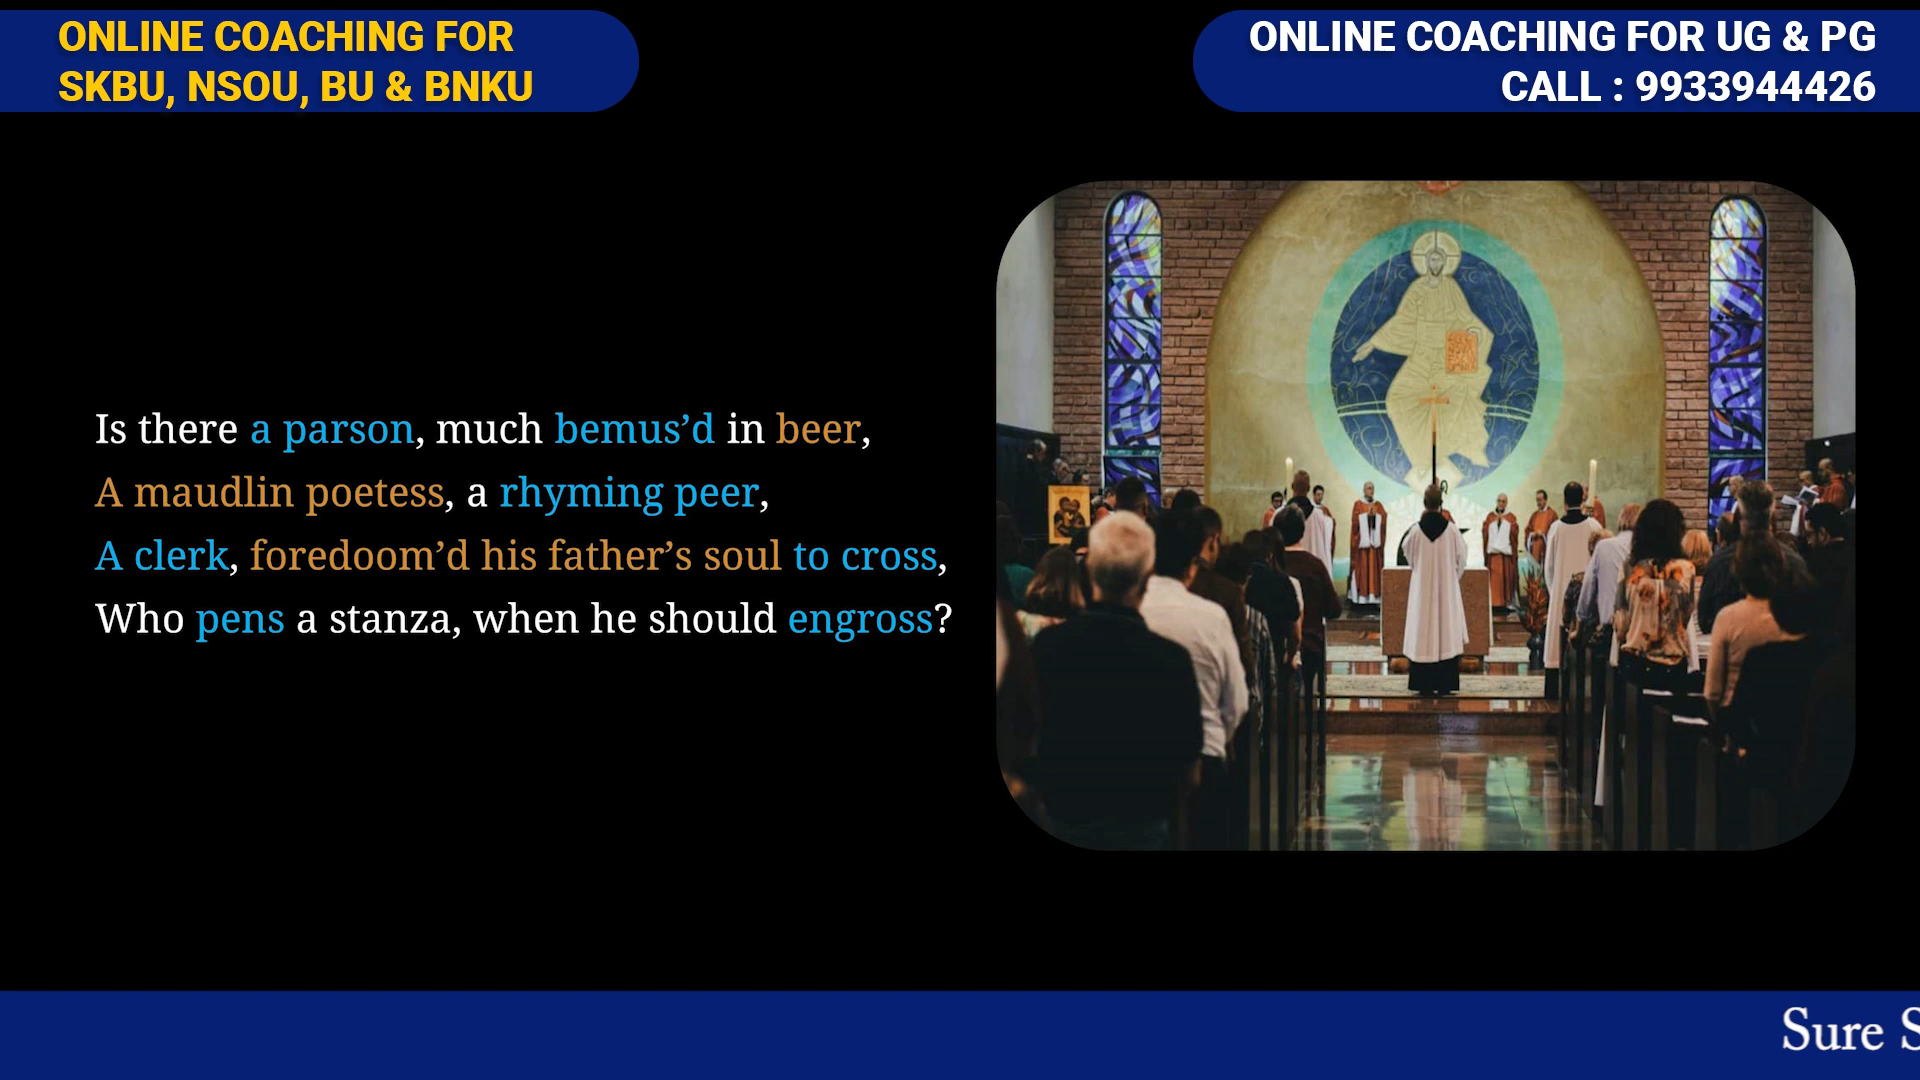 ONLINE COACHING FOR
SKBU, NSOU, BU & BNKU
ONLINE COACHING FOR UG & PG
CALL : 9933944426
Is there a parson, much bemus’d in beer,
A maudlin poetess, a rhyming peer,
A clerk, foredoom’d his father’s soul to cross,
Who pens a stanza, when he should engross?
Sure S